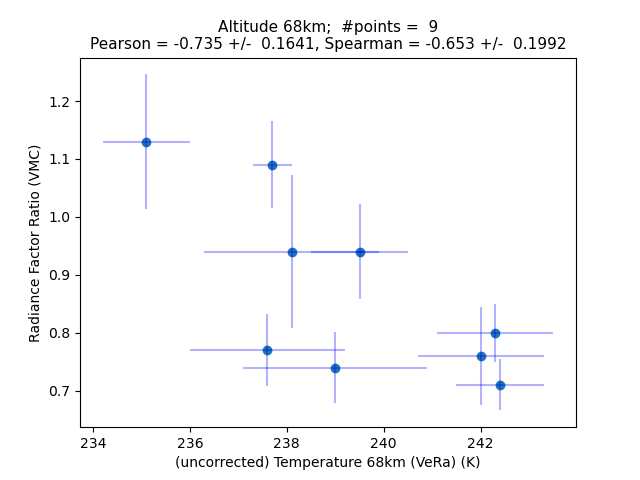 Altitude 68km;  #points =  9
Pearson = -0.735 +/-  0.1641, Spearman = -0.653 +/-  0.1992
1.2
1.1
1.0
0.9
0.8
0.7
Radiance Factor Ratio (VMC)
234
236
238
240
242
(uncorrected) Temperature 68km (VeRa) (K)